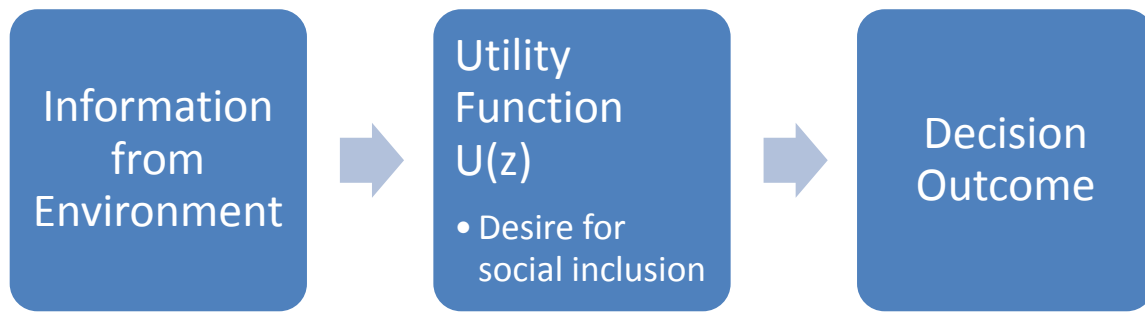 Information
from
Environment
Utility
Function
U(z)
• Desire for
social inclusion
Decision
Outcome